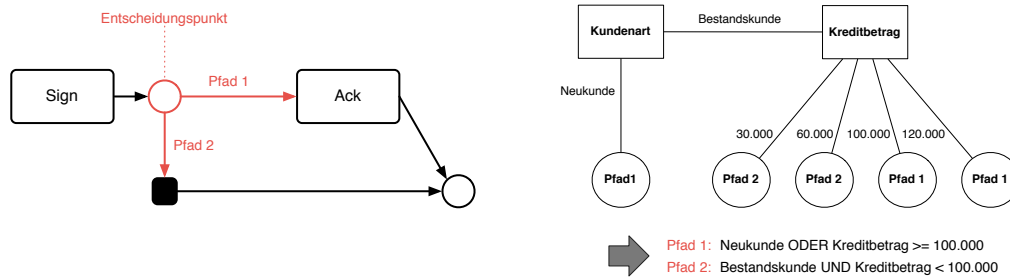 Entscheidungspunkt
Sign
Pfad 1
Ack
Pfad 2
Kundenart
Bestandskunde
Kreditbetrag
Neukunde
30.000
60.000
100.000
120.000
Pfad1
Pfad 2
Pfad 2
Pfad 1
Pfad 1
Pfad 1: Neukunde ODER Kreditbetrag >= 100.000
Pfad 2: Bestandskunde UND Kreditbetrag < 100.000